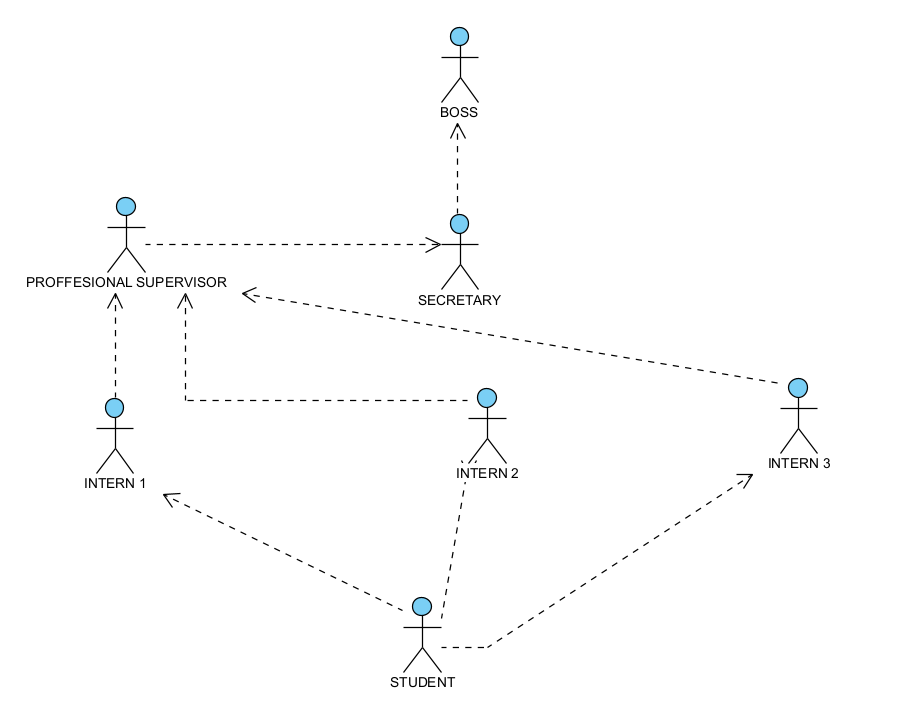 BOSS
PROFFESIONAL SUPERVISOR
SECRETARY
INTERN 1
INTERN 2
INTERN 3
STUDENT